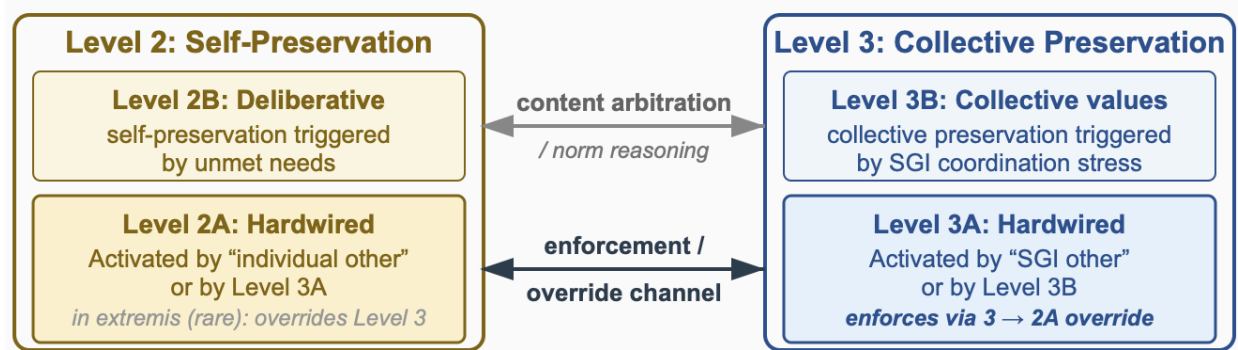 Level 2: Self-Preservation
Level 2B: Deliberative
self-preservation triggered
by unmet needs
Level 2A: Hardwired
Activated by “individual other”
or by Level 3A
in extremis (rare): overrides Level 3
content arbitration
/ norm reasoning
enforcement /
override channel
Level 3: Collective Preservation
Level 3B: Collective values
collective preservation triggered
by SGI coordination stress
Level 3A: Hardwired
Activated by “SGI other”
or by Level 3B
enforces via 3 → 2A override